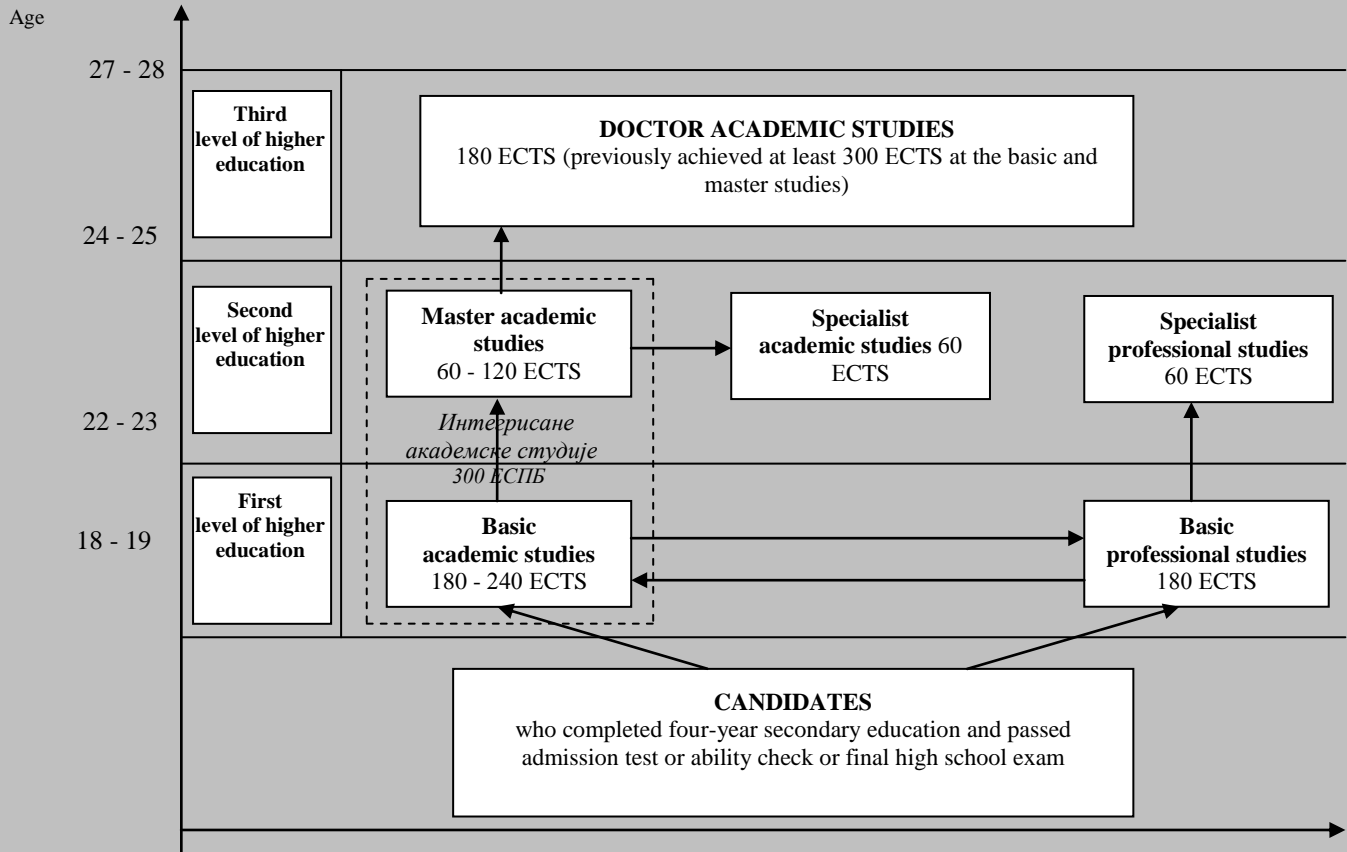 Age
27 - 28
Third
level of higher
education
DOCTOR ACADEMIC STUDIES
180 ECTS (previously achieved at least 300 ECTS at the basic and
master studies)
24 - 25
Second
level of higher
education
Master academic
studies
60 - 120 ECTS
Specialist
academic studies 60
ECTS
Specialist
professional studies
60 ECTS
22 - 23
Интегрисане
академске студије
300 ЕСПБ
First
level of higher
education
18 - 19
Basic
academic studies
180 - 240 ECTS
Basic
professional studies
180 ECTS
CANDIDATES
who completed four-year secondary education and passed
admission test or ability check or final high school exam